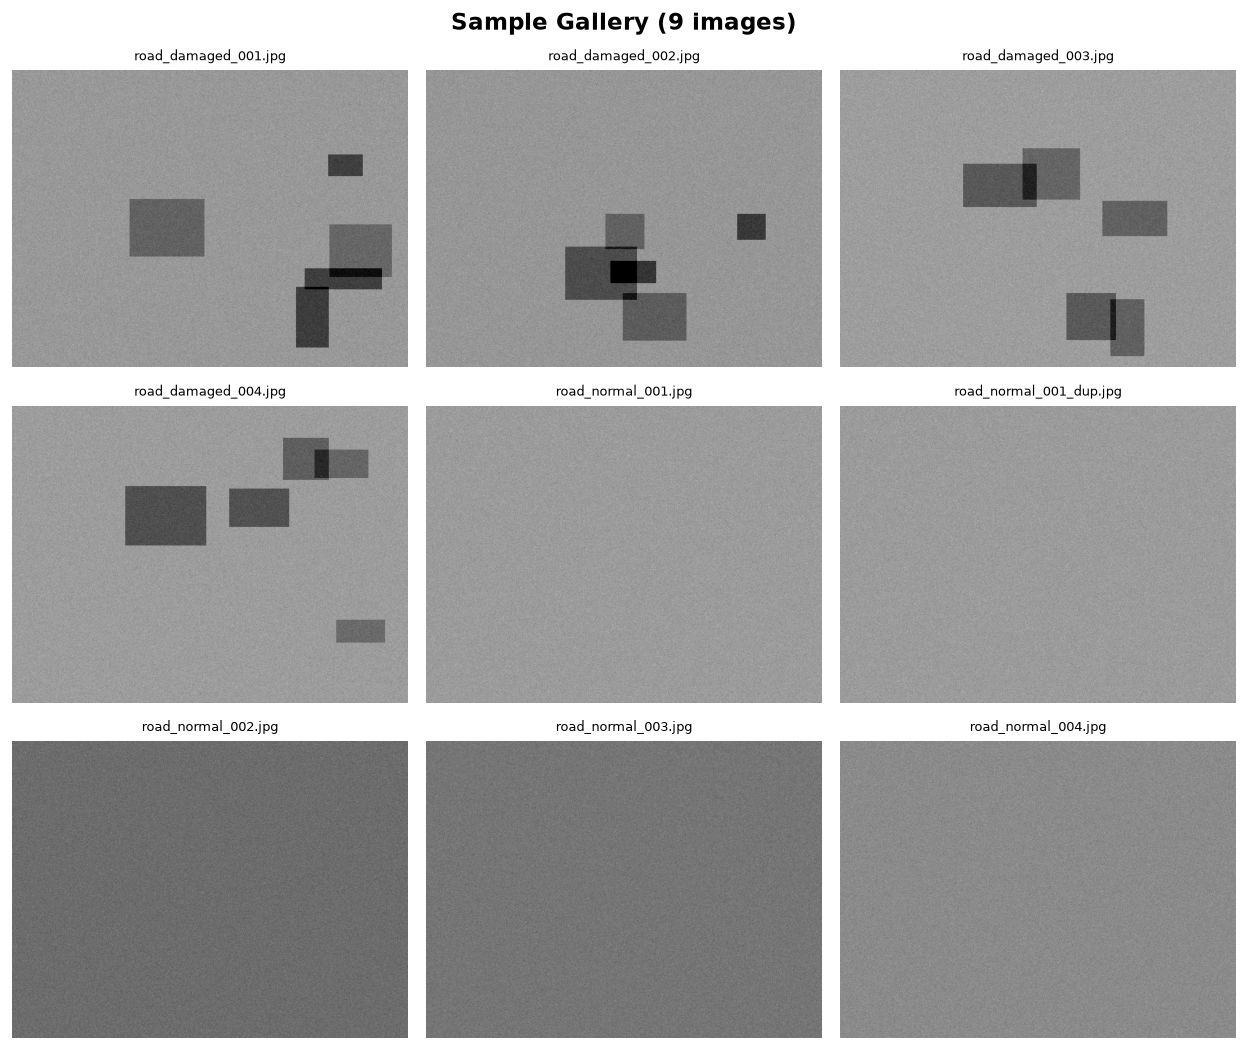 Sample Gallery (9 images)
road_damaged_001.jpg
road_damaged_002.jpg
road_damaged_003.jpg
road_damaged_004.jpg
road_normal_001.jpg
road_normal_001_dup.jpg
road_normal_002.jpg
road_normal_003.jpg
road_normal_004.jpg